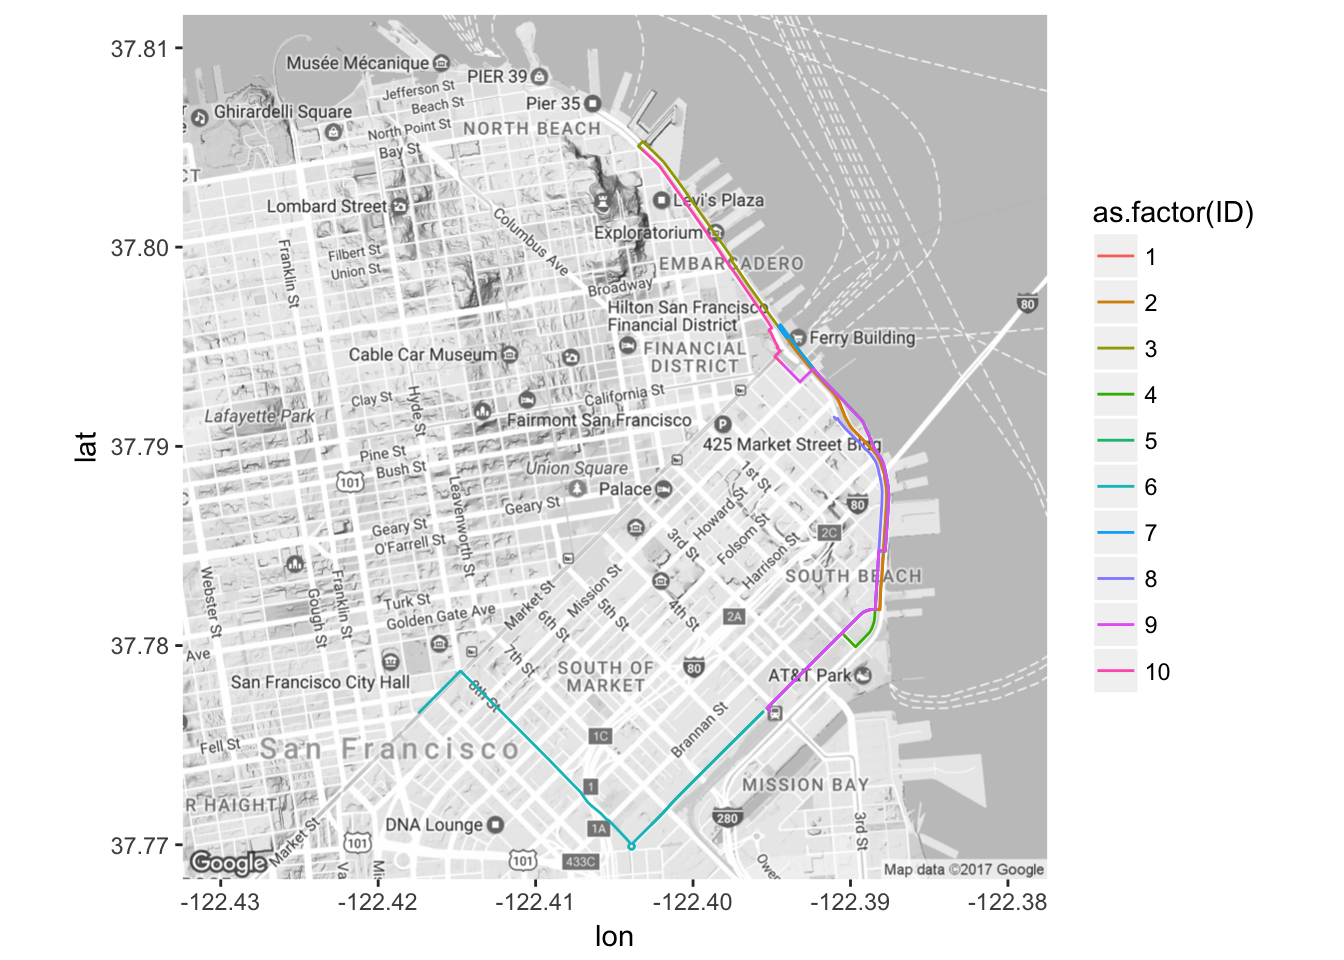 37.81
37.80
37.79
37.78
37.77
lat
-122.43
-122.42
-122.41
-122.40
-122.39
-122.38
lon
Musée Mécanique
PIER 39
Jefferson St
Beach St
Pier 35
Ghirardelli Square
North Point St
NORTH BEACH
Bay St
CT
Lombard Street
Levi's Plaza
Columbus Ave
Exploratorium
Franklin St
Filbert St
Union St
EMBARCADERO
Broadway
80
Hilton San Francisco
Financial District
Ferry Building
Cable Car Museum
FINANCIAL
DISTRICT
California St
Clay St
Hyde St
Lafayette Park
Fairmont San Francisco
425 Market Street Bldg
Pine St
Bush St
Union Square
101
1st St
Palace
Leavenworth St
Geary St
Howard St
80
Geary St
O'Farrell St
3rd St
Folsom St
2C
Harrison St
Webster St
Gough St
Franklin St
Mission St
SOUTH BEACH
Turk St
Golden Gate Ave
Market St
5th St
4th St
2A
6th St
7th St
Ave
SOUTH OF
MARKET
80
AT&T Park
San Francisco City Hall
8th St
Fell St
San Francisco
1C
Brannan St
1
MISSION BAY
R HAIGHT
DNA Lounge
1A
280
3rd St
Market St
101
101
433C
Google
Map data ©2017 Google
as.factor(ID)
1
2
3
4
5
6
7
8
9
10